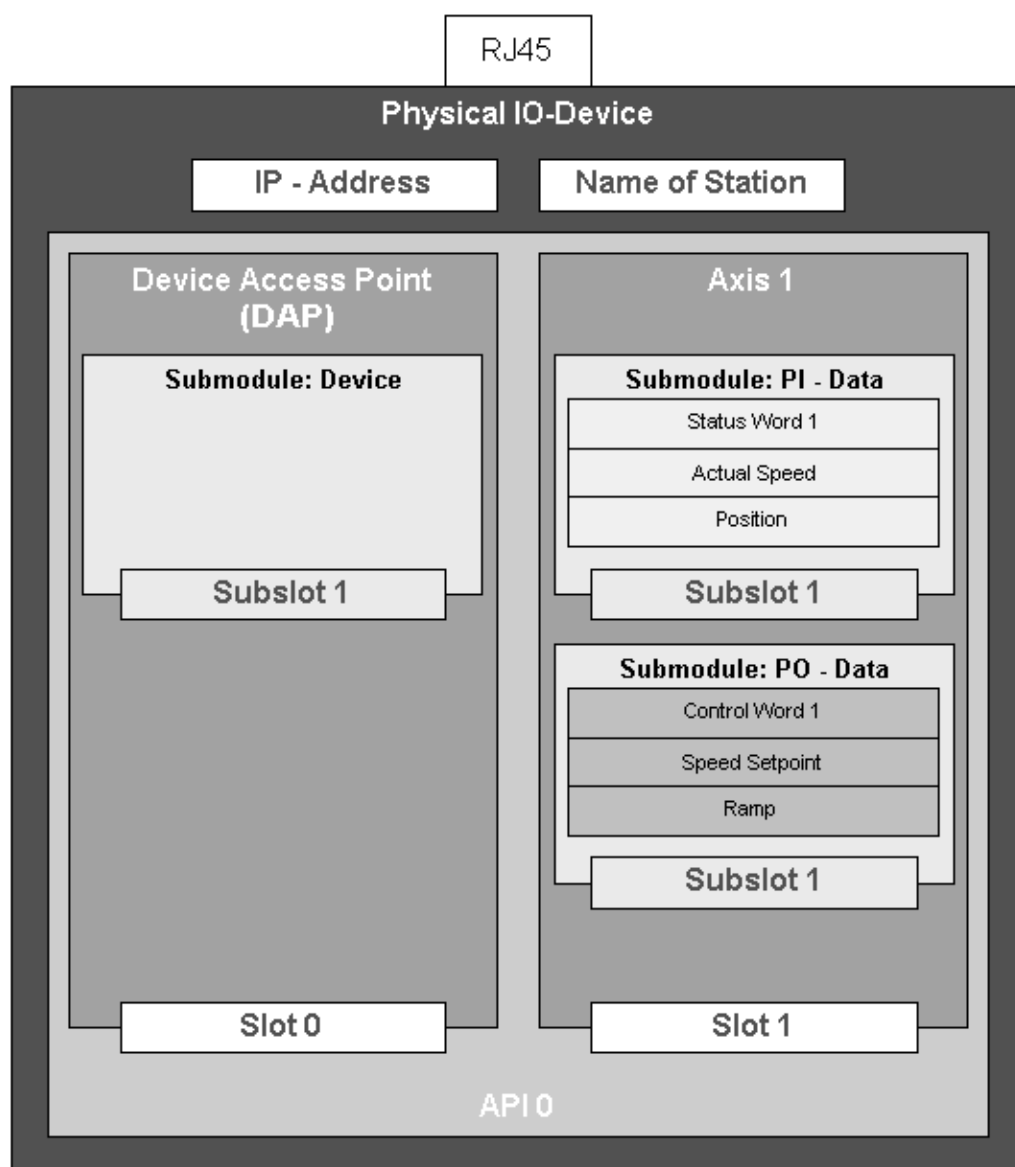 RJ45
Physical IO-Device
IP - Address
Name of Station
Device Access Point
(DAP)
Submodule: Device
Subslot 1
Slot 0
Axis 1
Submodule: PI - Data
Status Word 1
Actual Speed
Position
Subslot 1
Submodule: PO - Data
Control Word 1
Speed Setpoint
Ramp
Subslot 1
Slot 1
API 0